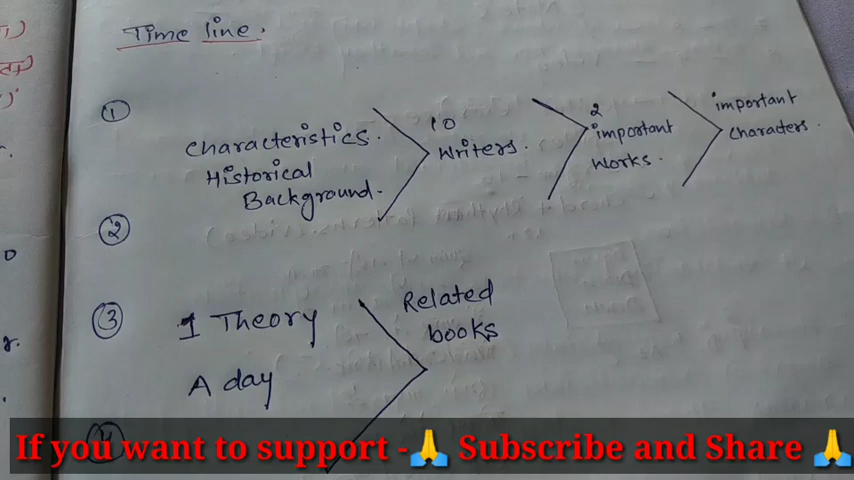 Time line.
①
Characteristics.
Historical
Background.
10
Writers.
2
important
Works.
important
Characters.
②
③
1 Theory
A day
Related
books
If you want to support -🙏 Subscribe and Share 🙏